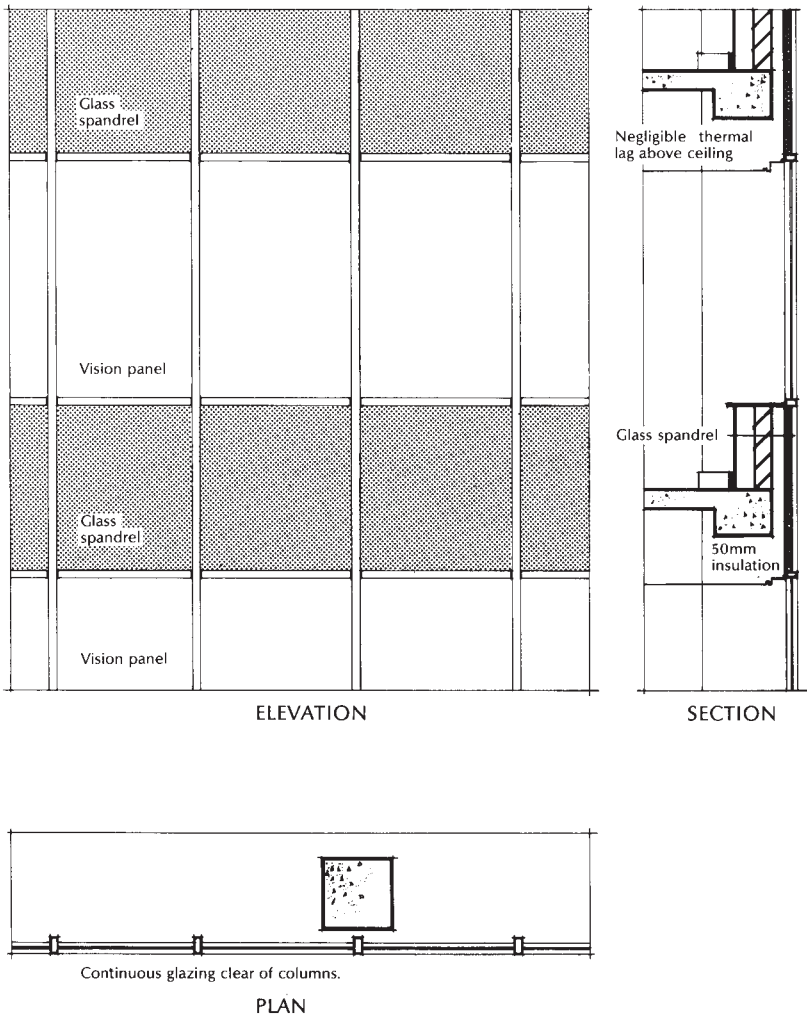 Glass
spandrel
Negligible thermal
lag above ceiling
Vision panel
Glass spandrel
Glass
spandrel
50mm
insulation
Vision panel
ELEVATION
SECTION
Continuous glazing clear of columns.
PLAN